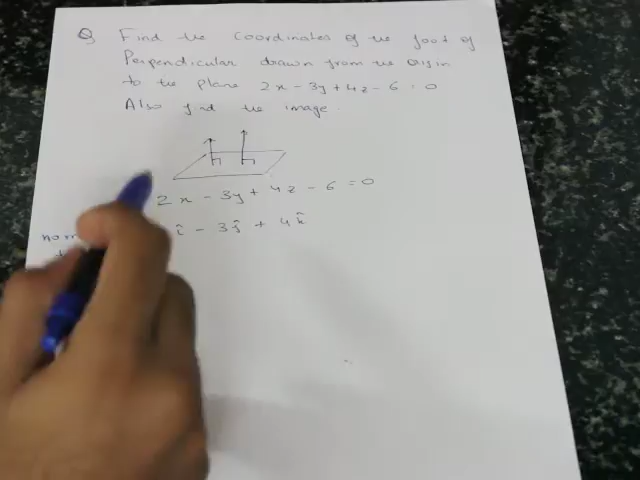 Q Find the coordinates of the foot of
Perpendicular drawn from the origin
to the plane 2x - 3y + 4z - 6 = 0
Also find the image.
2x - 3y + 4z - 6 = 0
î - 3ĵ + 4k̂